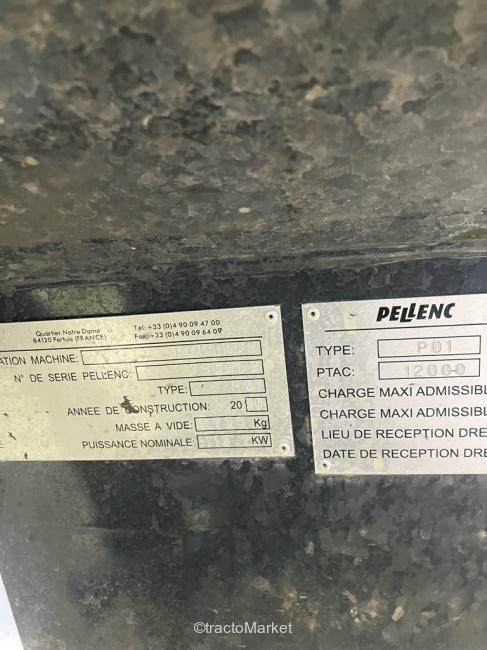 Quartier Notre Dame
84120 Pertuis (FRANCE)
Tel: +33 (0)4 90 09 47 00
Fax: +33 (0)4 90 09 64 09
ATION MACHINE:
N° DE SERIE PELLENC:
TYPE: P01
ANNEE DE CONSTRUCTION: 20
MASSE A VIDE: Kg
PUISSANCE NOMINALE: KW
PELLENC
TYPE: P01
PTAC: 12000
CHARGE MAXI ADMISSIBL
CHARGE MAXI ADMISSIBL
LIEU DE RECEPTION DRE
DATE DE RECEPTION DRE
©tractoMarket